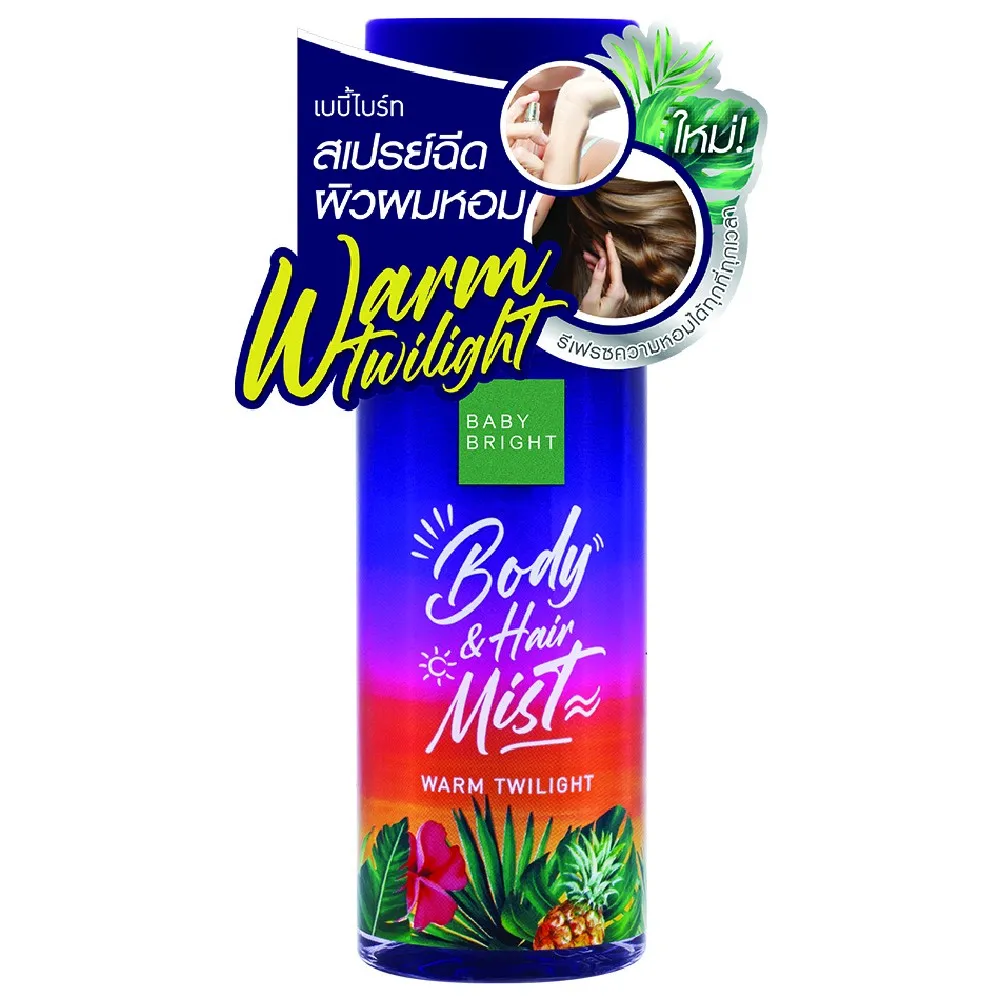 เบบี้ไบร์ท
สเปรย์ฉีด
ผิวผมหอม
Warm
Twilight
ใหม่!
รีเฟรชความหอมได้ทุกที่ทุกเวลา
BABY
BRIGHT
Body
& Hair
Mist
WARM TWILIGHT